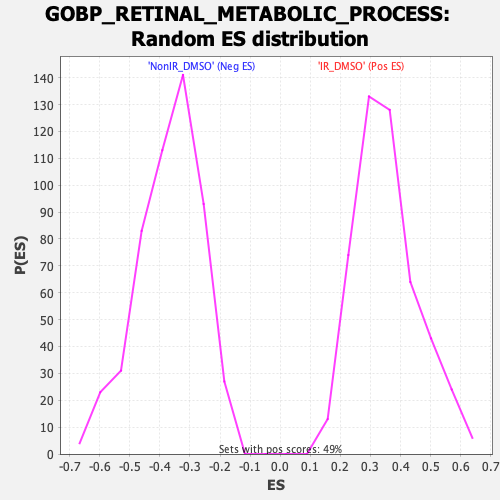 GOBP_RETINAL_METABOLIC_PROCESS:
Random ES distribution
'NonIR_DMSO' (Neg ES)
'IR_DMSO' (Pos ES)
140
130
120
110
100
90
80
70
60
50
40
30
20
10
0
P(ES)
Sets with pos scores: 49%
-0.7 -0.6 -0.5 -0.4 -0.3 -0.2 -0.1 0.0 0.1 0.2 0.3 0.4 0.5 0.6 0.7
ES